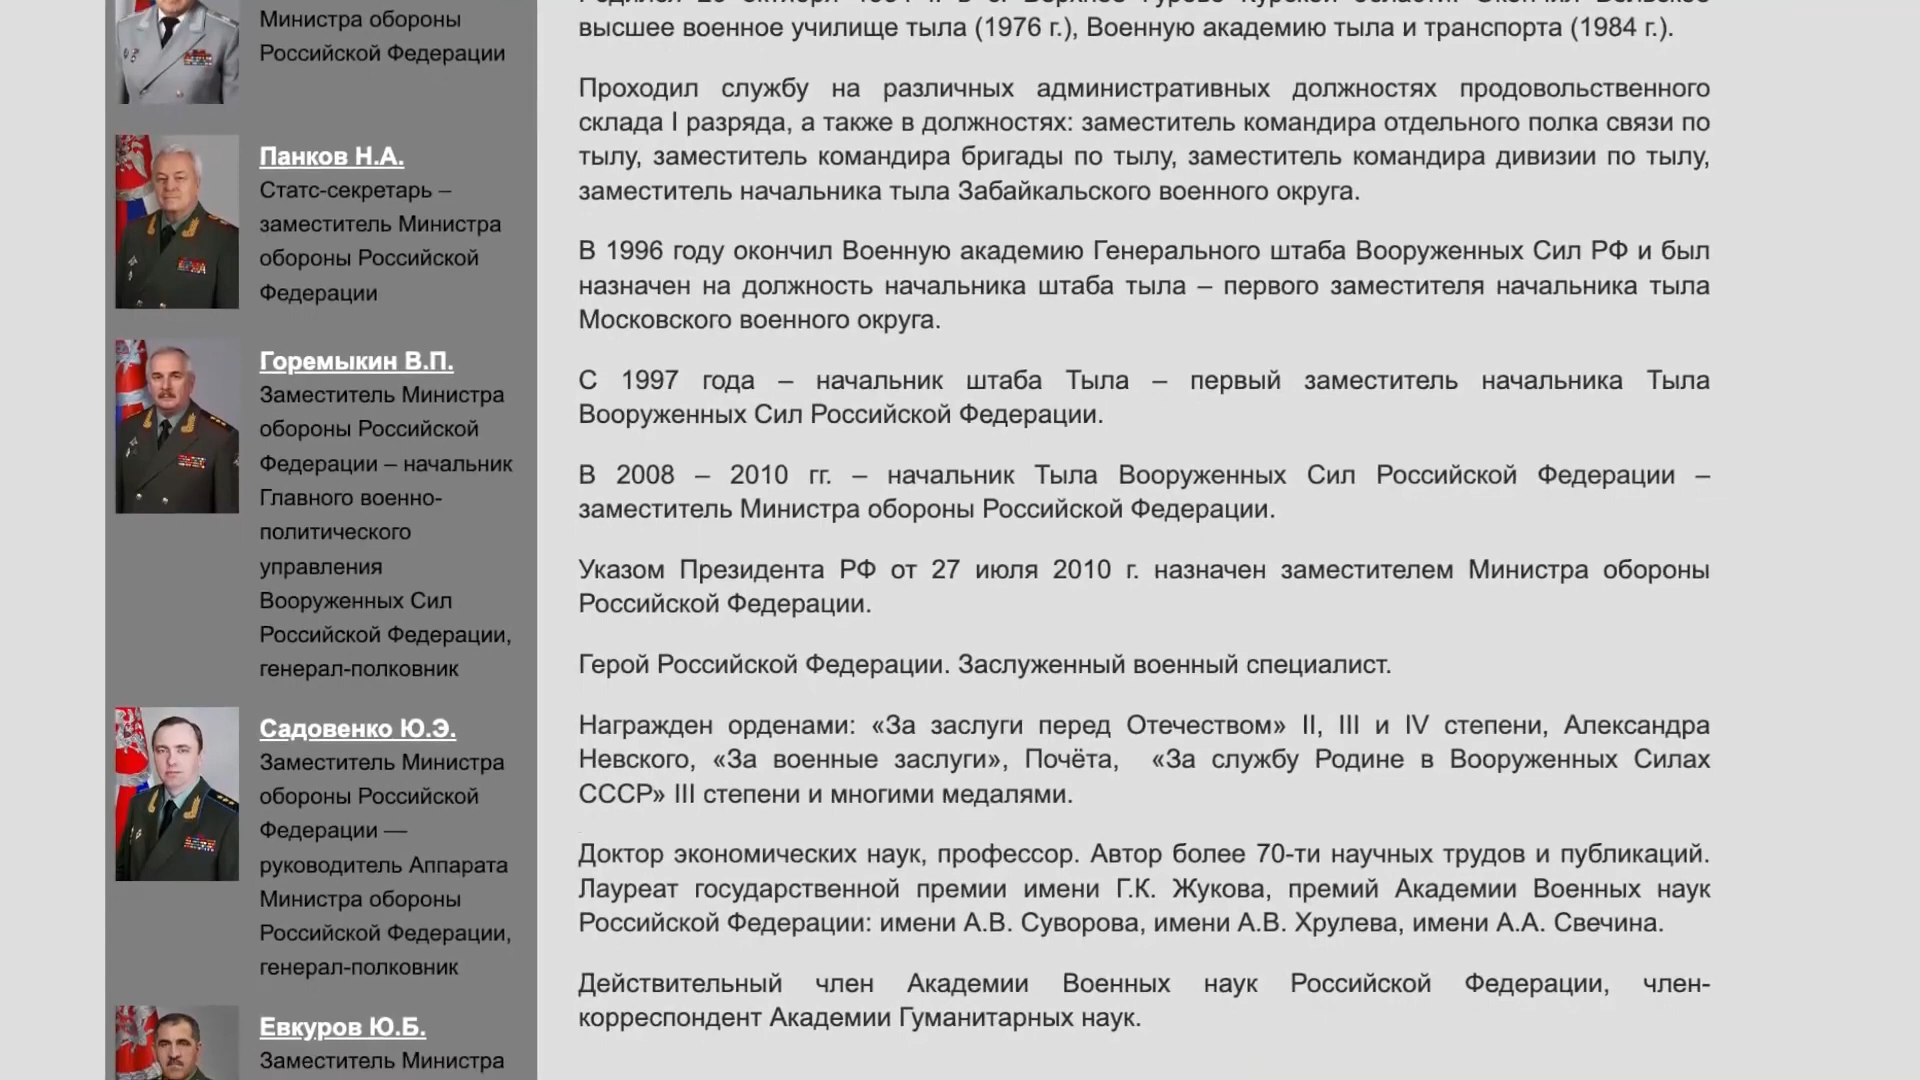 Министра обороны
Российской Федерации
Панков Н.А.
Статс-секретарь –
заместитель Министра
обороны Российской
Федерации
Горемыкин В.П.
Заместитель Министра
обороны Российской
Федерации – начальник
Главного военно-
политического
управления
Вооруженных Сил
Российской Федерации,
генерал-полковник
Садовенко Ю.Э.
Заместитель Министра
обороны Российской
Федерации —
руководитель Аппарата
Министра обороны
Российской Федерации,
генерал-полковник
Евкуров Ю.Б.
Заместитель Министра
высшее военное училище тыла (1976 г.), Военную академию тыла и транспорта (1984 г.).
Проходил службу на различных административных должностях продовольственного
склада I разряда, а также в должностях: заместитель командира отдельного полка связи по
тылу, заместитель командира бригады по тылу, заместитель командира дивизии по тылу,
заместитель начальника тыла Забайкальского военного округа.
В 1996 году окончил Военную академию Генерального штаба Вооруженных Сил РФ и был
назначен на должность начальника штаба тыла – первого заместителя начальника тыла
Московского военного округа.
С 1997 года – начальник штаба Тыла – первый заместитель начальника Тыла
Вооруженных Сил Российской Федерации.
В 2008 – 2010 гг. – начальник Тыла Вооруженных Сил Российской Федерации –
заместитель Министра обороны Российской Федерации.
Указом Президента РФ от 27 июля 2010 г. назначен заместителем Министра обороны
Российской Федерации.
Герой Российской Федерации. Заслуженный военный специалист.
Награжден орденами: «За заслуги перед Отечеством» II, III и IV степени, Александра
Невского, «За военные заслуги», Почёта, «За службу Родине в Вооруженных Силах
СССР» III степени и многими медалями.
Доктор экономических наук, профессор. Автор более 70-ти научных трудов и публикаций.
Лауреат государственной премии имени Г.К. Жукова, премий Академии Военных наук
Российской Федерации: имени А.В. Суворова, имени А.В. Хрулева, имени А.А. Свечина.
Действительный член Академии Военных наук Российской Федерации, член-
корреспондент Академии Гуманитарных наук.